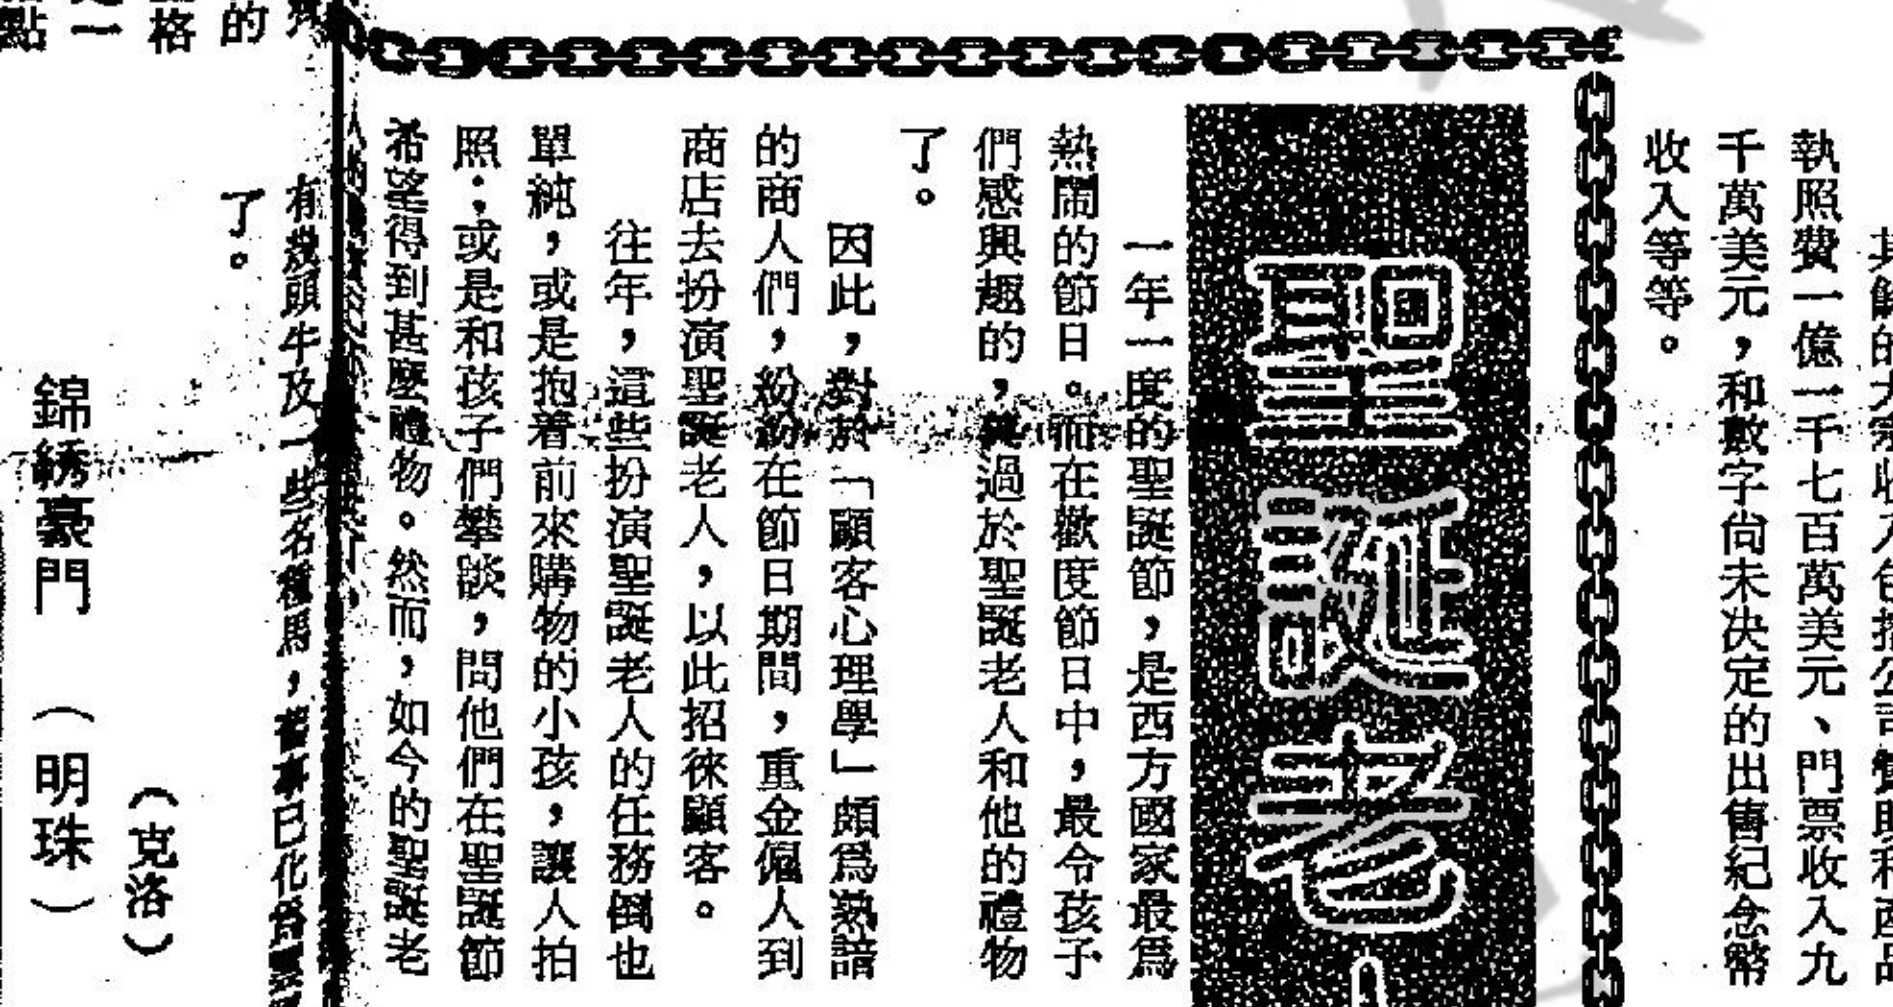 執照費一億一千七百萬美元、門票收入九
千萬美元，和數字尙未决定的出售紀念幣
收入等等。
聖誕老
一年一度的聖誕節，是西方國家最爲
熱鬧的節日。而在歡度節日中，最令孩子
們感興趣的，莫過於聖誕老人和他的禮物
了。
因此，對於「顧客心理學」頗爲熟諳
的商人們，紛紛在節日期間，重金僱人到
商店去扮演聖誕老人，以此招徠顧客。
往年，這些扮演聖誕老人的任務倒也
單純，或是抱着前來購物的小孩，讓人拍
照；或是和孩子們攀談，問他們在聖誕節
希望得到甚麼禮物。然而，如今的聖誕老
有幾頭牛及一些名種馬，舊事已化爲
了。
的
格
一
點
（克洛）
錦綉豪門　（明珠）